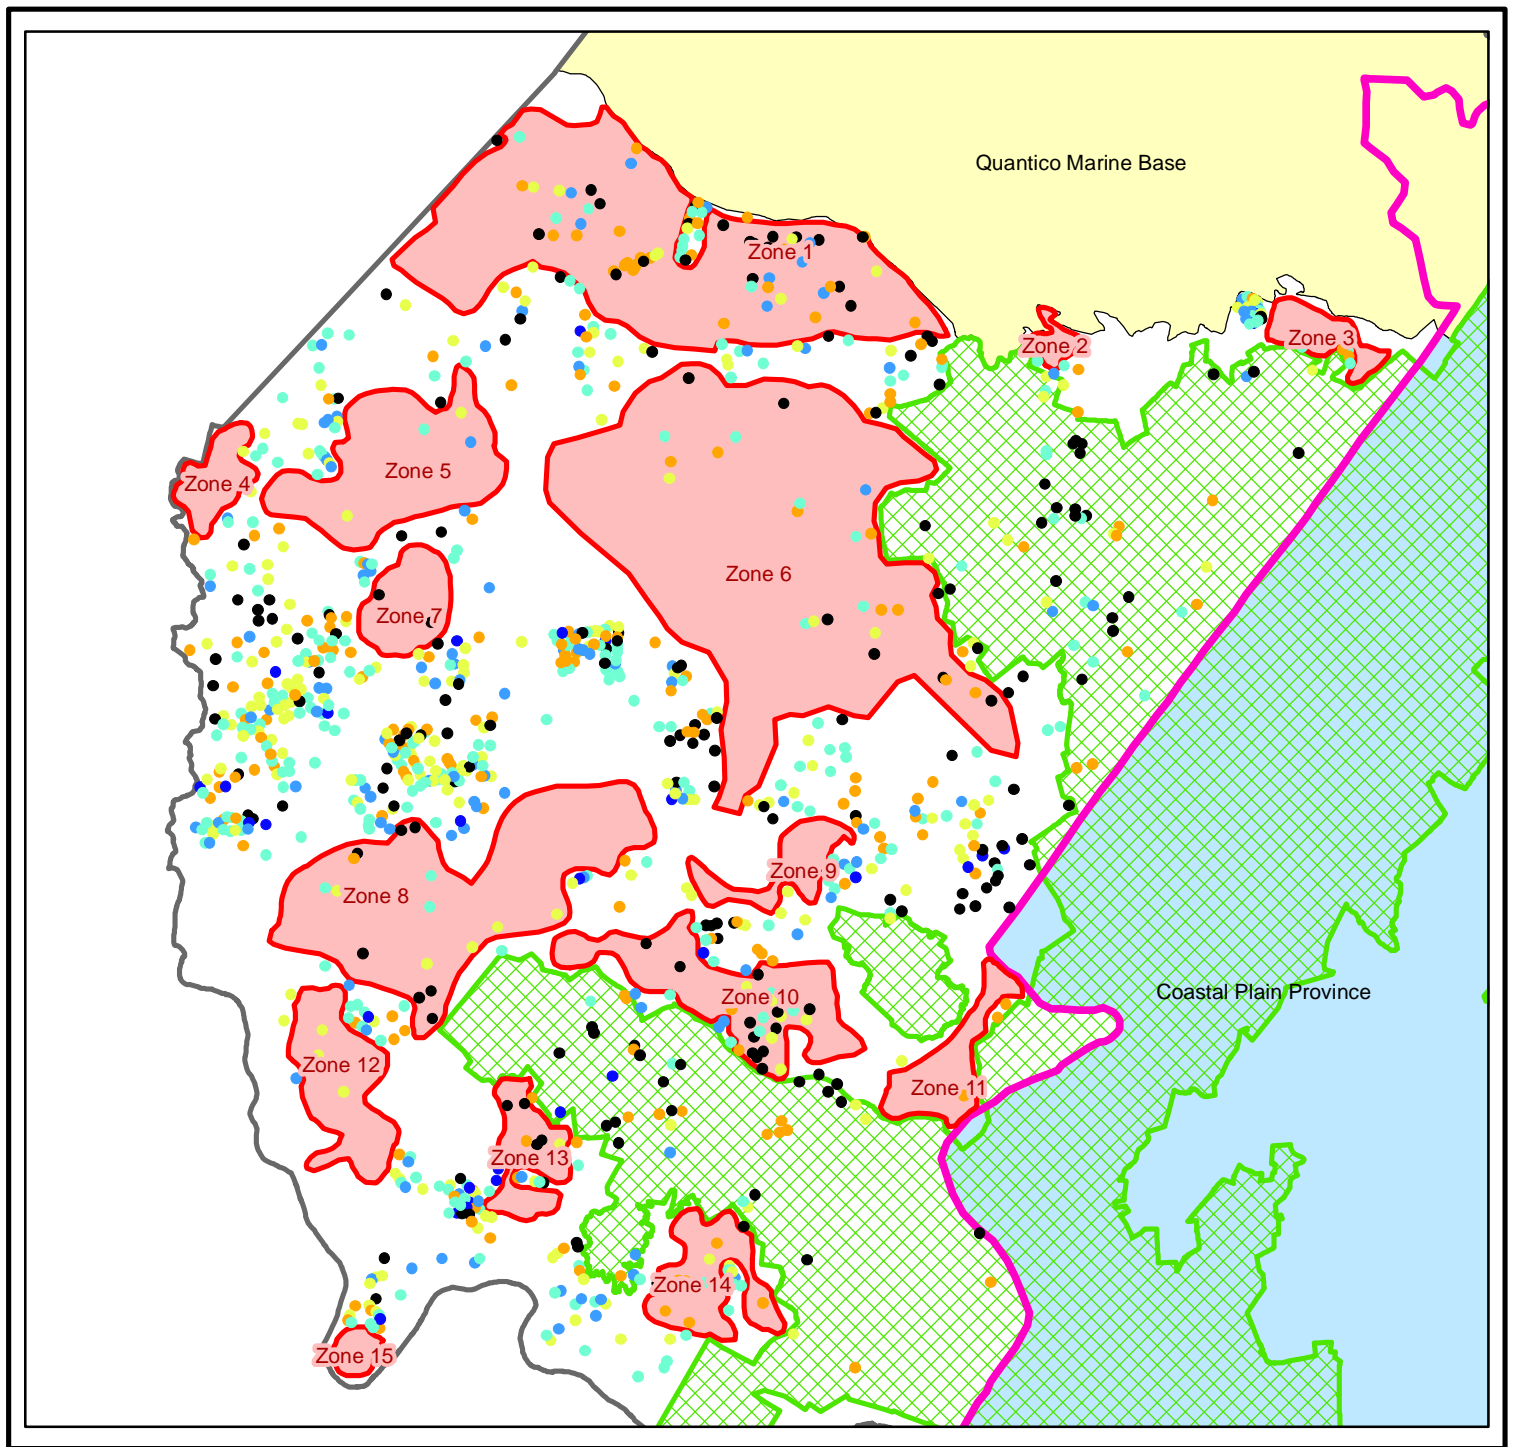 Quantico Marine Base
Zone 1
Zone 2
Zone 3
Zone 5
Zone 4
Zone 6
Zone 7
Zone 9
Zone 8
Coastal Plain Province
Zone 10
Zone 12
Zone 11
Zone 13
Zone 14
Zone 15